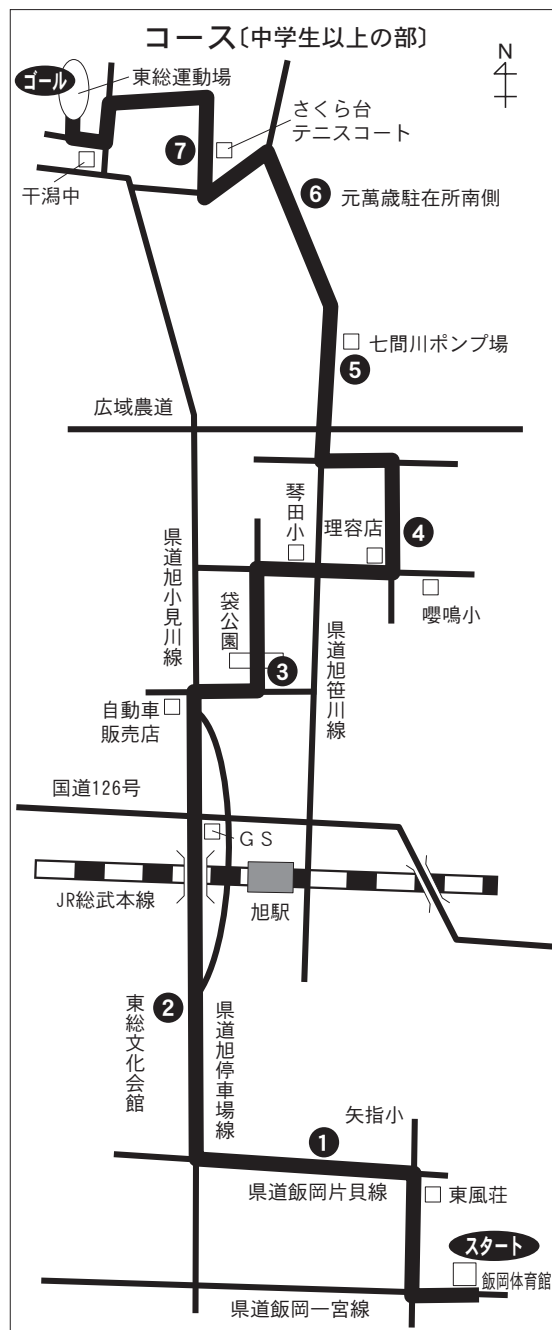 コース〔中学生以上の部〕
N
ゴール
東総運動場
さくら台
テニスコート
7
干潟中
6
元萬歳駐在所南側
七間川ポンプ場
5
広域農道
琴田小
理容店
4
県道旭小見川線
袋公園
嚶鳴小
県道旭笹川線
3
自動車
販売店
国道126号
GS
JR総武本線
旭駅
2
東総文化会館
県道旭停車場線
矢指小
1
県道飯岡片貝線
東風荘
スタート
飯岡体育館
県道飯岡一宮線